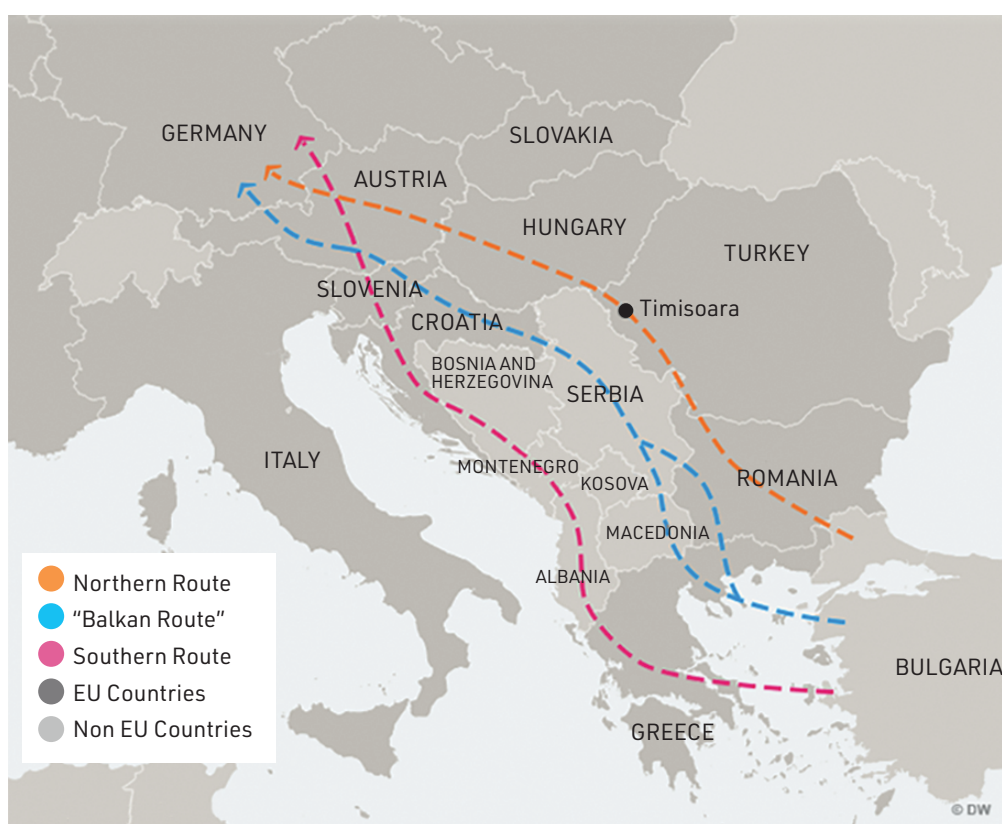 GERMANY
SLOVAKIA
AUSTRIA
HUNGARY
TURKEY
SLOVENIA
Timisoara
CROATIA
BOSNIA AND
HERZEGOVINA
SERBIA
ITALY
MONTENEGRO
KOSOVA
ROMANIA
MACEDONIA
ALBANIA
BULGARIA
GREECE
Northern Route
“Balkan Route”
Southern Route
EU Countries
Non EU Countries
© DW